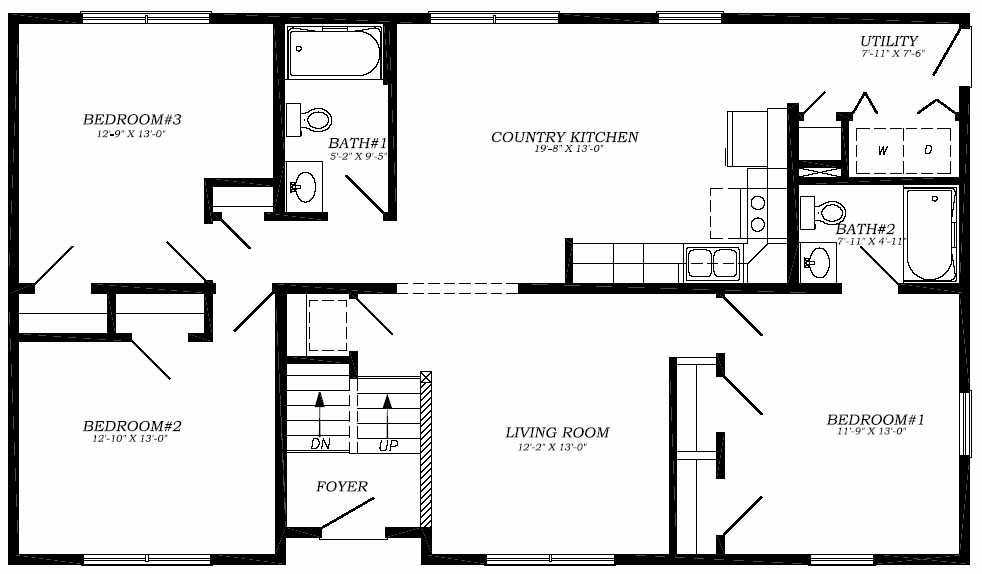 UTILITY
7'-11" X 7'-6"
BEDROOM#3
12'-9" X 13'-0"
BATH#1
5'-2" X 9'-5"
COUNTRY KITCHEN
19'-8" X 13'-0"
W
D
BATH#2
7'-11" X 4'-11"
BEDROOM#2
12'-10" X 13'-0"
DN
UP
LIVING ROOM
12'-2" X 13'-0"
BEDROOM#1
11'-9" X 13'-0"
FOYER